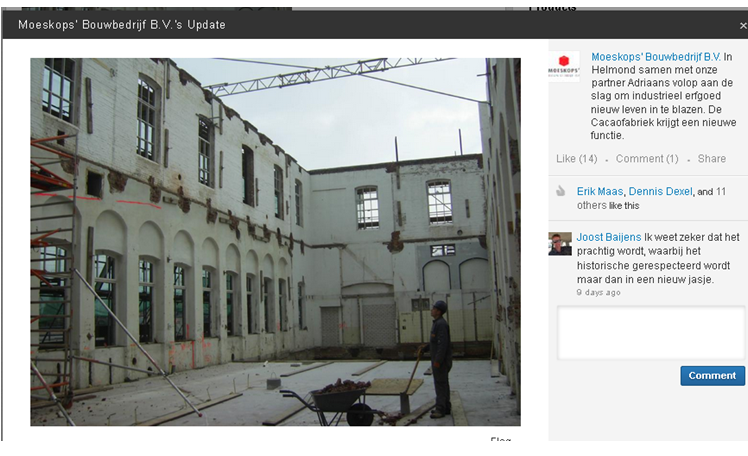 Moeskops' Bouwbedrijf B.V.'s Update
×
MOESKOPS'
Moeskops' Bouwbedrijf B.V. In
Helmond samen met onze
partner Adriaans volop aan de
slag om industrieel erfgoed
nieuw leven in te blazen. De
Cacaofabriek krijgt een nieuwe
functie.
Like (14) • Comment (1) • Share
Erik Maas, Dennis Dexel, and 11
others like this
Joost Baijens Ik weet zeker dat het
prachtig wordt, waarbij het
historische gerespecteerd wordt
maar dan in een nieuw jasje.
9 days ago
Comment